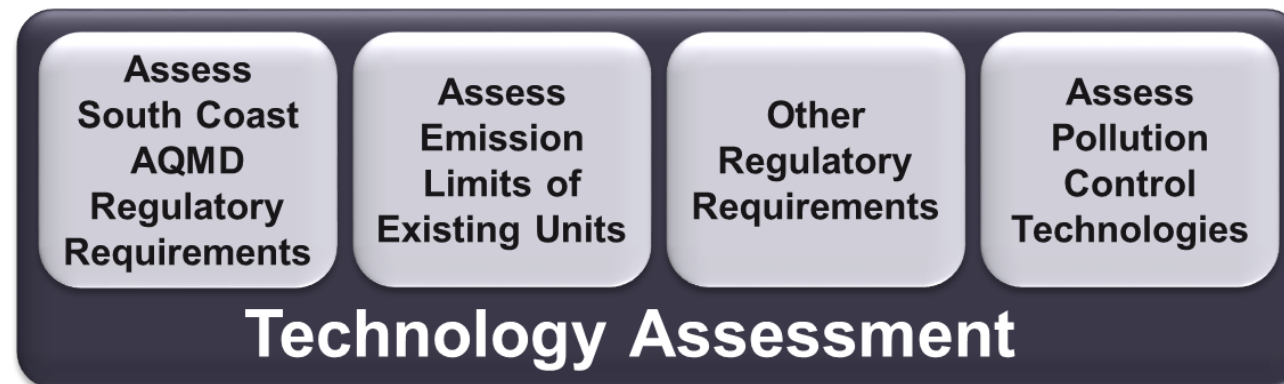 Assess
South Coast
AQMD
Regulatory
Requirements
Assess
Emission
Limits of
Existing Units
Other
Regulatory
Requirements
Assess
Pollution
Control
Technologies
Technology Assessment